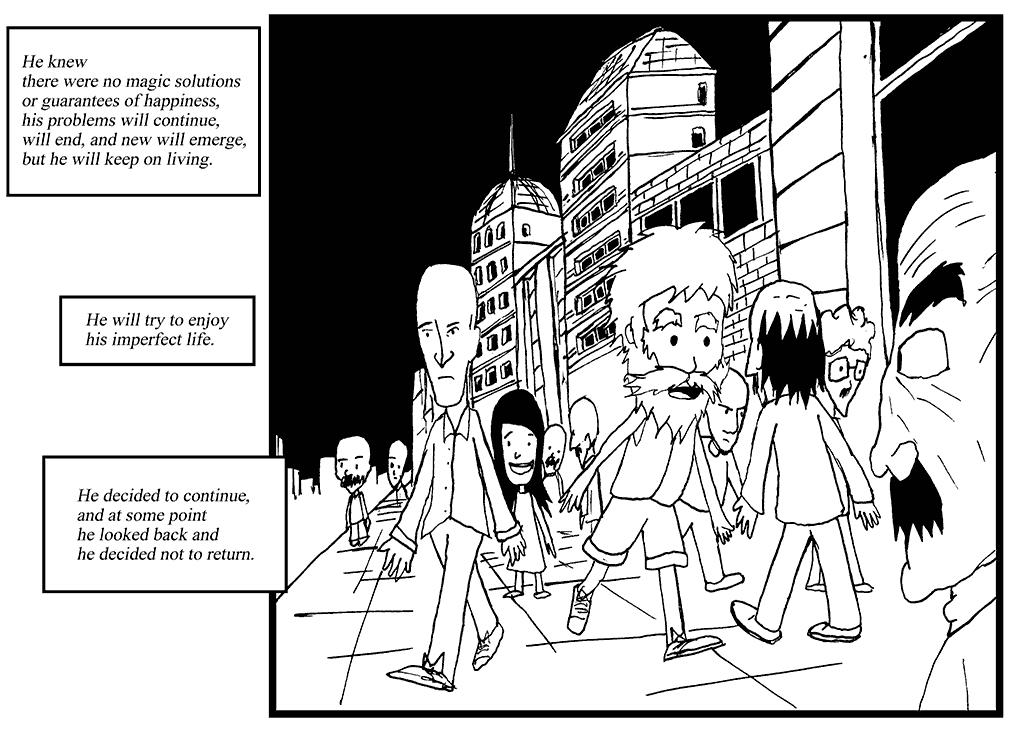 He knew
there were no magic solutions
or guarantees of happiness,
his problems will continue,
will end, and new will emerge,
but he will keep on living.
He will try to enjoy
his imperfect life.
He decided to continue,
and at some point
he looked back and
he decided not to return.